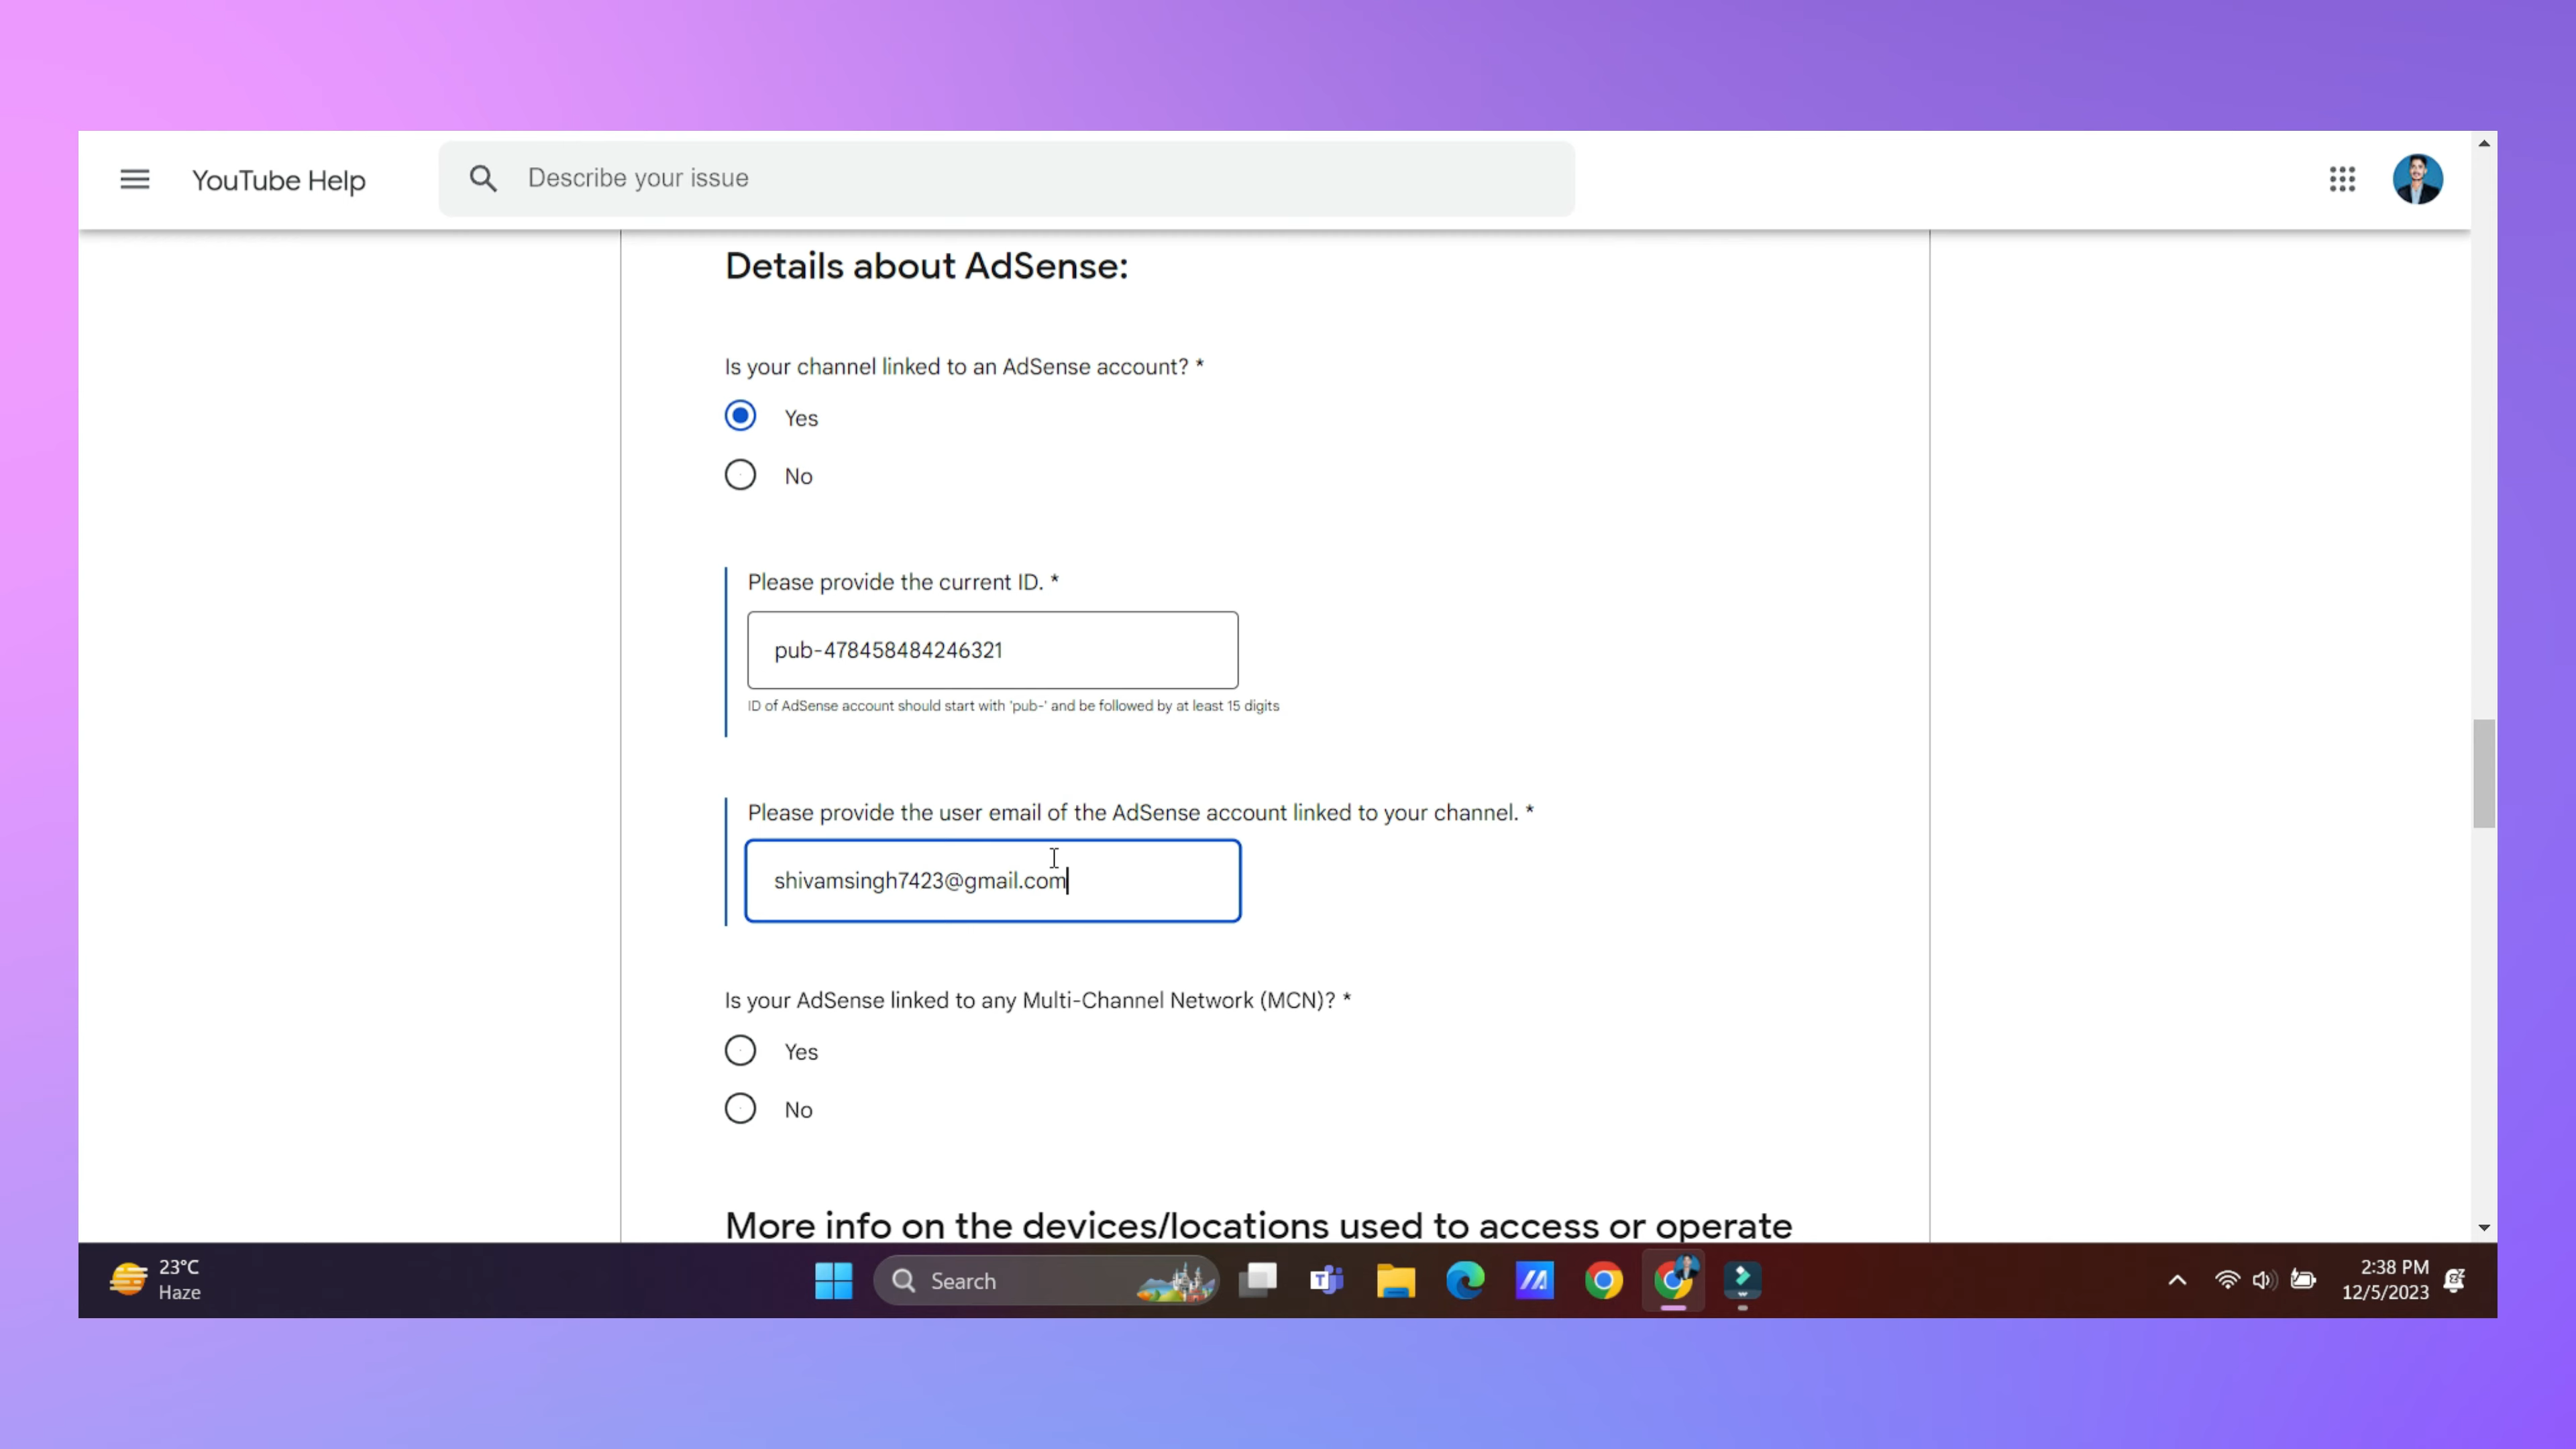 YouTube Help
Describe your issue
Details about AdSense:
Is your channel linked to an AdSense account? *
Yes
No
Please provide the current ID. *
pub-478458484246321
ID of AdSense account should start with 'pub-' and be followed by at least 15 digits
Please provide the user email of the AdSense account linked to your channel. *
shivamsingh7423@gmail.com
Is your AdSense linked to any Multi-Channel Network (MCN)? *
Yes
No
More info on the devices/locations used to access or operate
23°C
Haze
Search
2:38 PM
12/5/2023